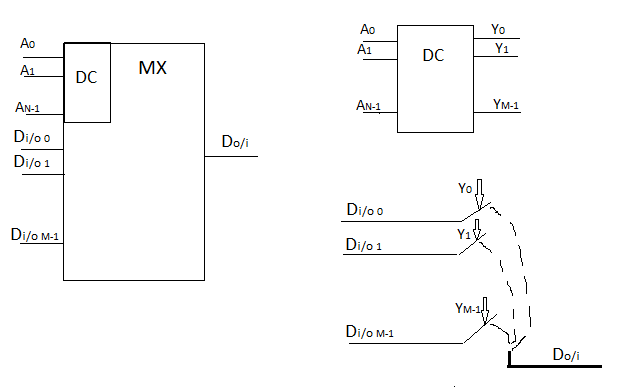 A0
A1
AN-1
DC
MX
Di/o 0
Di/o 1
Di/o M-1
Do/i
A0
A1
AN-1
DC
Y0
Y1
YM-1
Y0
Di/o 0
Y1
Di/o 1
YM-1
Di/o M-1
Do/i